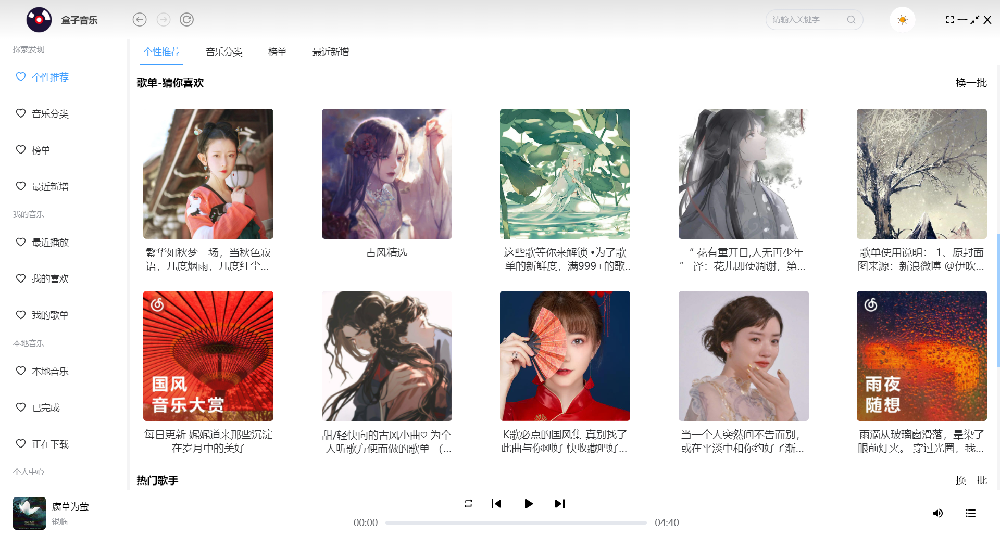 盒子音乐
请输入关键字
探索发现
个性推荐
音乐分类
榜单
最近新增
我的音乐
最近播放
我的喜欢
我的歌单
本地音乐
本地音乐
已完成
正在下载
个人中心
个性推荐
音乐分类
榜单
最近新增
歌单-猜你喜欢
换一批
繁华如秋梦一场，当秋色寂
语，几度烟雨，几度红尘...
古风精选
这些歌等你来解锁 •为了歌
单的新鲜度，满999+的歌..
“ 花有重开日,人无再少年
” 译：花儿即使凋谢，第...
歌单使用说明： 1、原封面
图来源：新浪微博 @伊吹...
国风
音乐大赏
每日更新 娓娓道来那些沉淀
在岁月中的美好
甜/轻快向的古风小曲♡ 为个
人听歌方便而做的歌单 （...
K歌必点的国风集 真别找了
此曲与你刚好 快收藏吧好...
当一个人突然间不告而别，
或在平淡中和你约好了渐...
雨夜
随想
雨滴从玻璃窗滑落，晕染了
眼前灯火。 穿过光圈，我...
热门歌手
换一批
腐草为萤
银临
00:00
04:40